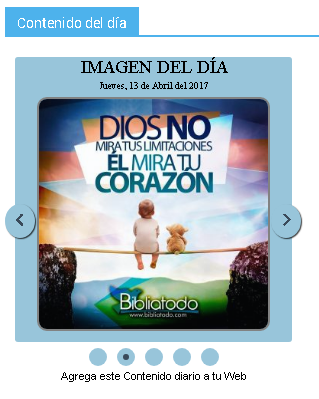 Contenido del día
IMAGEN DEL DÍA
Jueves, 13 de Abril del 2017
DIOS NO
MIRA TUS LIMITACIONES
ÉL MIRA TU
CORAZÓN
Bibliatodo
www.bibliatodo.com
Agrega este Contenido diario a tu Web